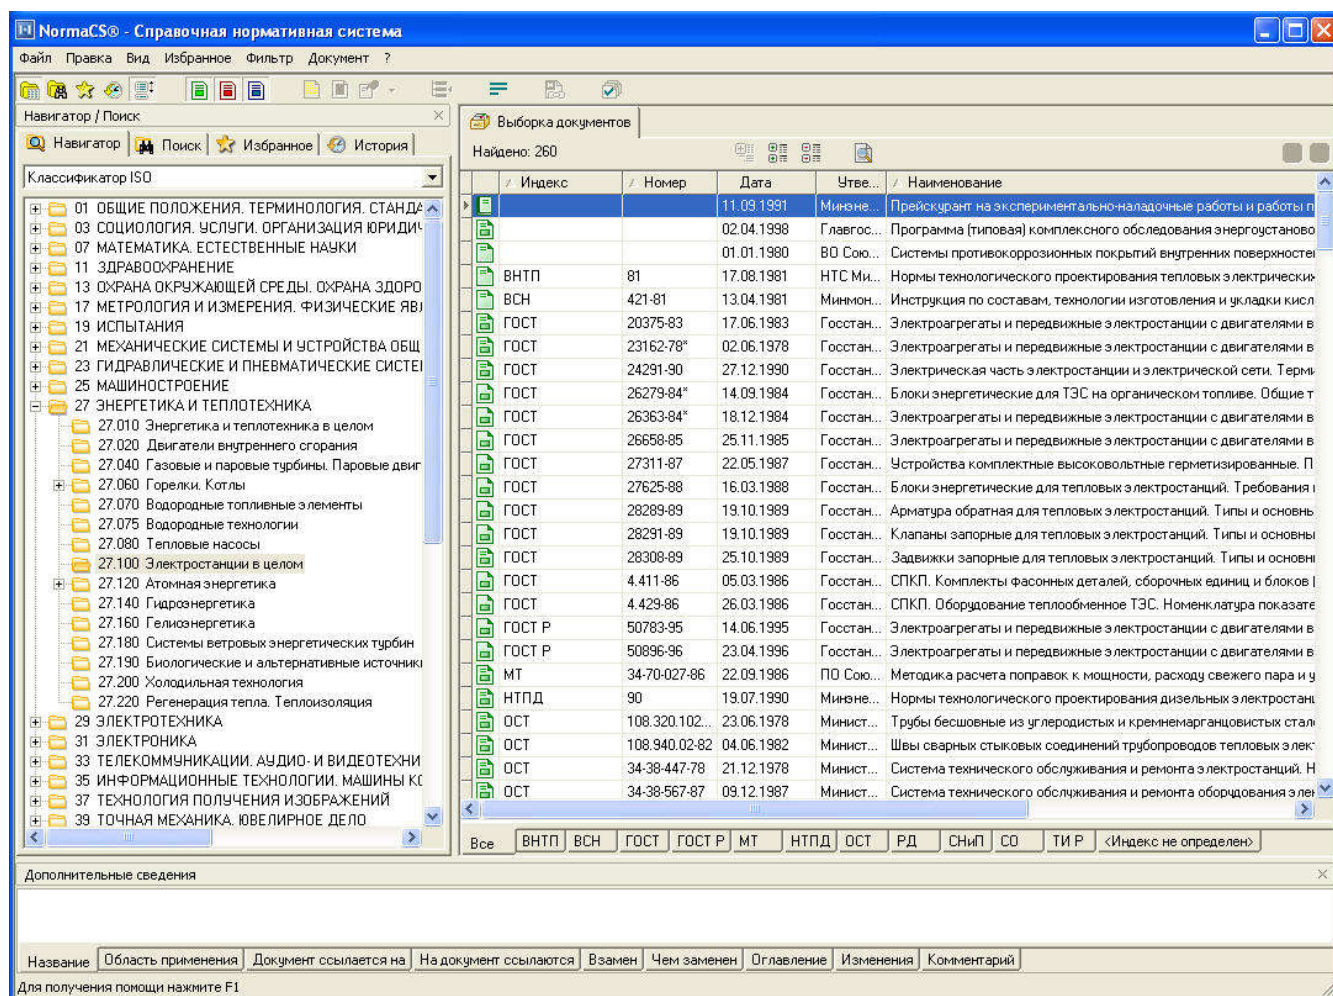 NormaCS® - Справочная нормативная система
Файл Правка Вид Избранное Фильтр Документ ?
Навигатор / Поиск
Навигатор Поиск Избранное История
Классификатор ISO
01 ОБЩИЕ ПОЛОЖЕНИЯ. ТЕРМИНОЛОГИЯ. СТАНДА
03 СОЦИОЛОГИЯ. УСЛУГИ. ОРГАНИЗАЦИЯ ЮРИДИЧ
07 МАТЕМАТИКА. ЕСТЕСТВЕННЫЕ НАУКИ
11 ЗДРАВООХРАНЕНИЕ
13 ОХРАНА ОКРУЖАЮЩЕЙ СРЕДЫ. ОХРАНА ЗДОРО
17 МЕТРОЛОГИЯ И ИЗМЕРЕНИЯ. ФИЗИЧЕСКИЕ ЯВЛ
19 ИСПЫТАНИЯ
21 МЕХАНИЧЕСКИЕ СИСТЕМЫ И УСТРОЙСТВА ОБЩ
23 ГИДРАВЛИЧЕСКИЕ И ПНЕВМАТИЧЕСКИЕ СИСТЕ
25 МАШИНОСТРОЕНИЕ
27 ЭНЕРГЕТИКА И ТЕПЛОТЕХНИКА
27.010 Энергетика и теплотехника в целом
27.020 Двигатели внутреннего сгорания
27.040 Газовые и паровые турбины. Паровые двиг
27.060 Горелки. Котлы
27.070 Водородные топливные элементы
27.075 Водородные технологии
27.080 Тепловые насосы
27.100 Электростанции в целом
27.120 Атомная энергетика
27.140 Гидроэнергетика
27.160 Гелиоэнергетика
27.180 Системы ветровых энергетических турбин
27.190 Биологические и альтернативные источники
27.200 Холодильная технология
27.220 Регенерация тепла. Теплоизоляция
29 ЭЛЕКТРОТЕХНИКА
31 ЭЛЕКТРОНИКА
33 ТЕЛЕКОММУНИКАЦИИ. АУДИО- И ВИДЕОТЕХНИ
35 ИНФОРМАЦИОННЫЕ ТЕХНОЛОГИИ. МАШИНЫ КО
37 ТЕХНОЛОГИЯ ПОЛУЧЕНИЯ ИЗОБРАЖЕНИЙ
39 ТОЧНАЯ МЕХАНИКА. ЮВЕЛИРНОЕ ДЕЛО
Выборка документов
Найдено: 260
Индекс Номер Дата Утве... Наименование
11.09.1991 Минэне... Прейскурант на экспериментально-наладочные работы и работы п
02.04.1998 Главгос... Программа (типовая) комплексного обследования энергоустаново
01.01.1980 ВО Сою... Системы противокоррозионных покрытий внутренних поверхностей
ВНТП 81 17.08.1981 НТС Ми... Нормы технологического проектирования тепловых электрических
ВСН 421-81 13.04.1981 Минмон... Инструкция по составам, технологии изготовления и укладки кисл
ГОСТ 20375-83 17.06.1983 Госстан... Электроагрегаты и передвижные электростанции с двигателями в
ГОСТ 23162-78* 02.06.1978 Госстан... Электроагрегаты и передвижные электростанции с двигателями в
ГОСТ 24291-90 27.12.1990 Госстан... Электрическая часть электростанции и электрической сети. Терми
ГОСТ 26279-84* 14.09.1984 Госстан... Блоки энергетические для ТЭС на органическом топливе. Общие т
ГОСТ 26363-84* 18.12.1984 Госстан... Электроагрегаты и передвижные электростанции с двигателями в
ГОСТ 26658-85 25.11.1985 Госстан... Электроагрегаты и передвижные электростанции с двигателями в
ГОСТ 27311-87 22.05.1987 Госстан... Устройства комплектные высоковольтные герметизированные. П
ГОСТ 27625-88 16.03.1988 Госстан... Блоки энергетические для тепловых электростанций. Требования
ГОСТ 28289-89 19.10.1989 Госстан... Арматура обратная для тепловых электростанций. Типы и основнь
ГОСТ 28291-89 19.10.1989 Госстан... Клапаны запорные для тепловых электростанций. Типы и основны
ГОСТ 28308-89 25.10.1989 Госстан... Задвижки запорные для тепловых электростанций. Типы и основн
ГОСТ 4.411-86 05.03.1986 Госстан... СПКП. Комплекты фасонных деталей, сборочных единиц и блоков
ГОСТ 4.429-86 26.03.1986 Госстан... СПКП. Оборудование теплообменное ТЭС. Номенклатура показате
ГОСТ Р 50783-95 14.06.1995 Госстан... Электроагрегаты и передвижные электростанции с двигателями в
ГОСТ Р 50896-96 23.04.1996 Госстан... Электроагрегаты и передвижные электростанции с двигателями в
МТ 34-70-027-86 22.09.1986 ПО Сою... Методика расчета поправок к мощности, расходу свежего пара и у
НТПД 90 19.07.1990 Минэне... Нормы технологического проектирования дизельных электростанц
ОСТ 108.320.102... 23.06.1978 Минист... Трубы бесшовные из углеродистых и кремнемарганцовистых стал
ОСТ 108.940.02-82 04.06.1982 Минист... Швы сварных стыковых соединений трубопроводов тепловых элек
ОСТ 34-38-447-78 21.12.1978 Минист... Система технического обслуживания и ремонта электростанций. Н
ОСТ 34-38-567-87 09.12.1987 Минист... Система технического обслуживания и ремонта оборудования эле
Все ВНТП ВСН ГОСТ ГОСТ Р МТ НТПД ОСТ РД СНиП СО ТИ Р <Индекс не определен>
Дополнительные сведения
Название Область применения Документ ссылается на На документ ссылаются Взамен Чем заменен Оглавление Изменения Комментарий
Для получения помощи нажмите F1